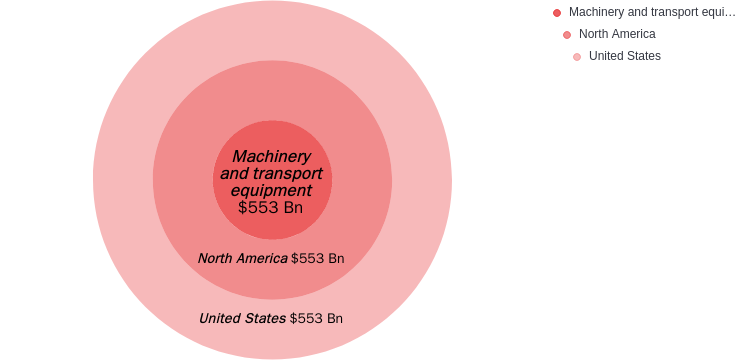 Machinery and transport equi...
North America
United States
Machinery
and transport
equipment
$553 Bn
North America $553 Bn
United States $553 Bn